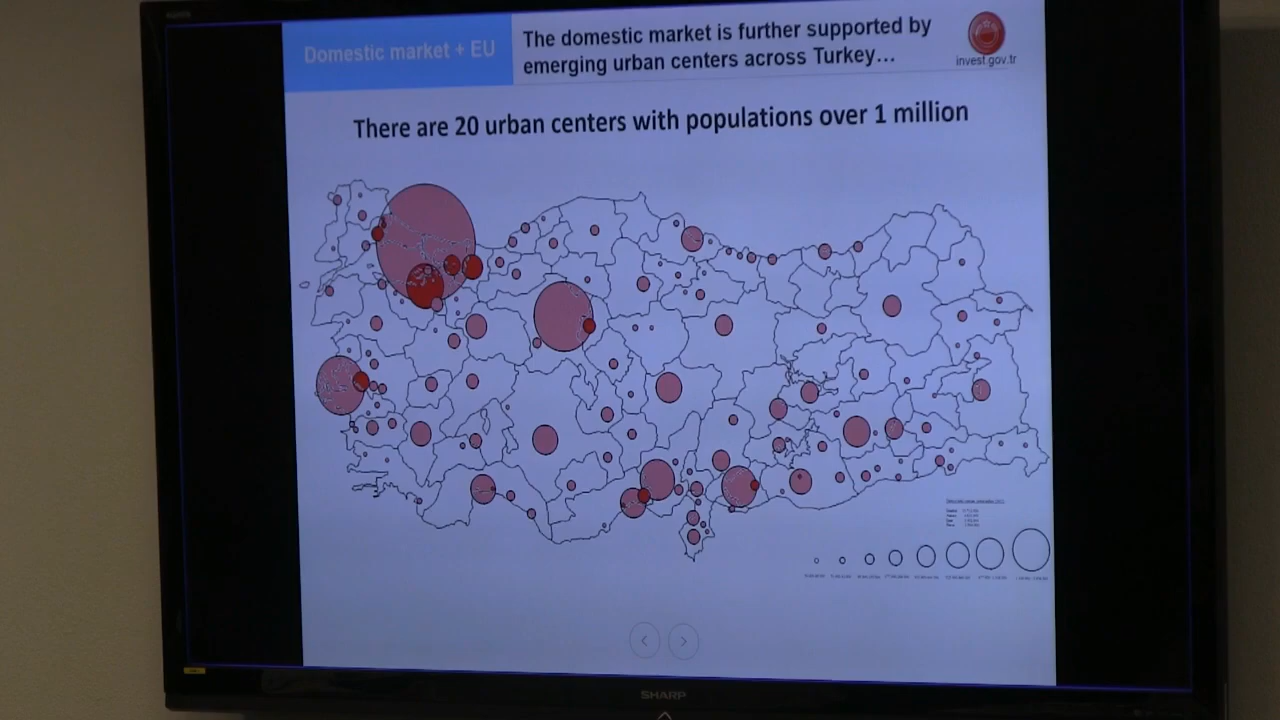 Domestic market + EU
The domestic market is further supported by
emerging urban centers across Turkey...
invest.gov.tr
There are 20 urban centers with populations over 1 million
SHARP